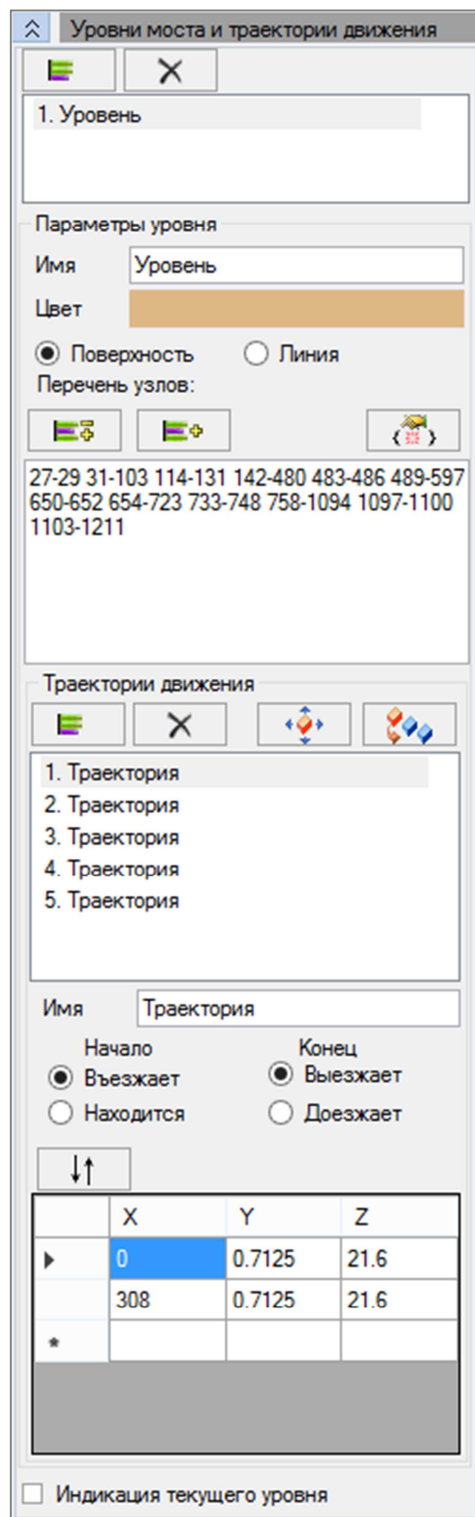 Уровни моста и траектории движения
1. Уровень
Параметры уровня
Имя Уровень
Цвет
Поверхность Линия
Перечень узлов:
27-29 31-103 114-131 142-480 483-486 489-597
650-652 654-723 733-748 758-1094 1097-1100
1103-1211
Траектории движения
1. Траектория
2. Траектория
3. Траектория
4. Траектория
5. Траектория
Имя Траектория
Начало Конец
Въезжает Выезжает
Находится Доезжает
X Y Z
0 0.7125 21.6
308 0.7125 21.6
Индикация текущего уровня